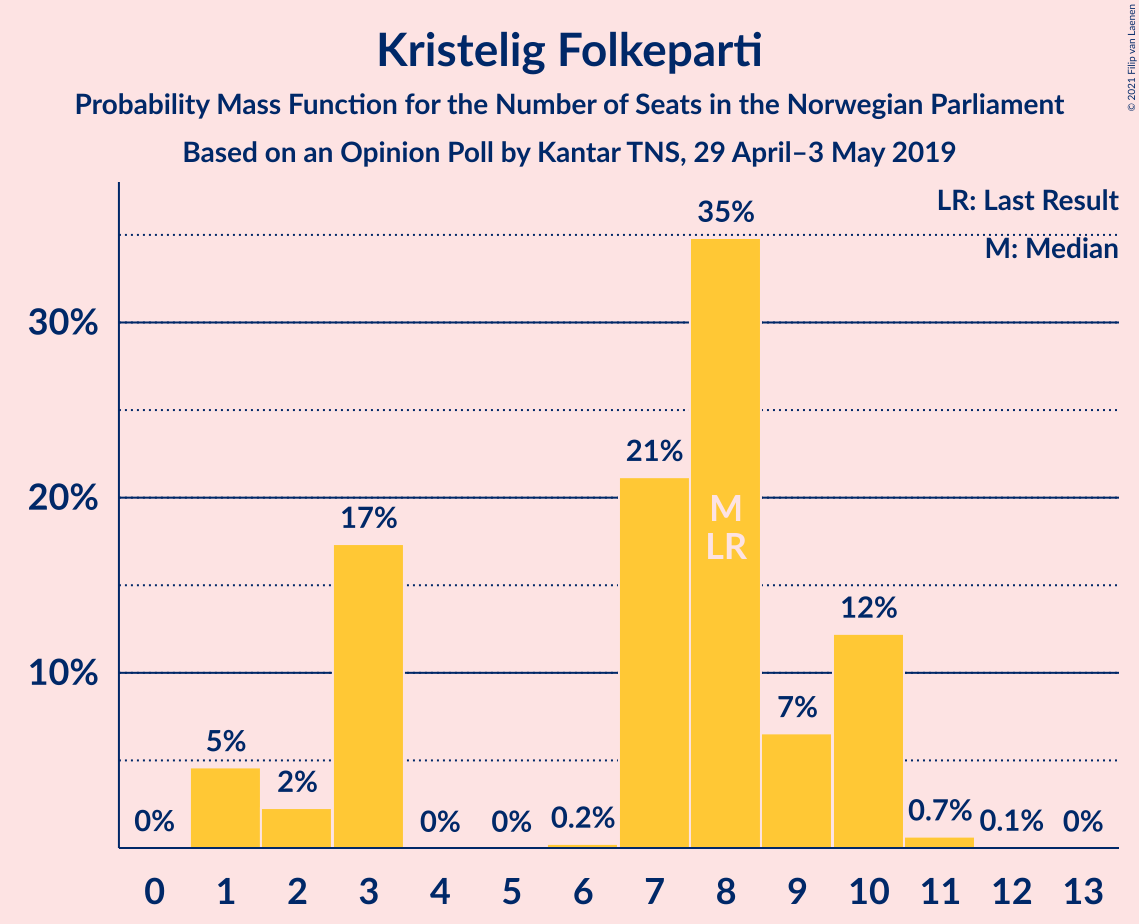 Kristelig Folkeparti
Probability Mass Function for the Number of Seats in the Norwegian Parliament
Based on an Opinion Poll by Kantar TNS, 29 April–3 May 2019
© 2021 Filip van Laenen
LR: Last Result
M: Median
30%
20%
10%
0%
5%
2%
17%
0%
0%
0.2%
21%
35%
7%
12%
0.7%
0.1%
0%
M
LR
0 1 2 3 4 5 6 7 8 9 10 11 12 13